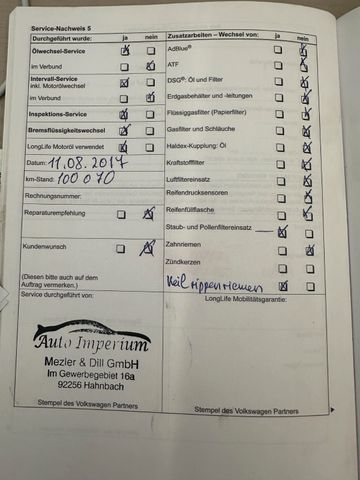 Service-Nachweis 5
Durchgeführt wurde: ja nein
Ölwechsel-Service
im Verbund
Intervall-Service
inkl. Motorölwechsel
im Verbund
Inspektions-Service
Bremsflüssigkeitswechsel
LongLife Motoröl verwendet
Datum: 11.08.2017
km-Stand: 100 070
Rechnungsnummer:
Reparaturempfehlung
Kundenwunsch
(Diesen bitte auch auf dem
Auftrag vermerken.)
Service durchgeführt von:
Auto Imperium
Mezler & Dill GmbH
Im Gewerbegebiet 16a
92256 Hahnbach
Stempel des Volkswagen Partners
Zusatzarbeiten – Wechsel von: ja nein
AdBlue®
ATF
DSG®: Öl und Filter
Erdgasbehälter und -leitungen
Flüssiggasfilter (Papierfilter)
Gasfilter und Schläuche
Haldex-Kupplung: Öl
Kraftstofffilter
Luftfiltereinsatz
Reifendrucksensoren
Reifenfüllflasche
Staub- und Pollenfiltereinsatz
Zahnriemen
Zündkerzen
Keilrippenriemen
LongLife Mobilitätsgarantie:
Stempel des Volkswagen Partners